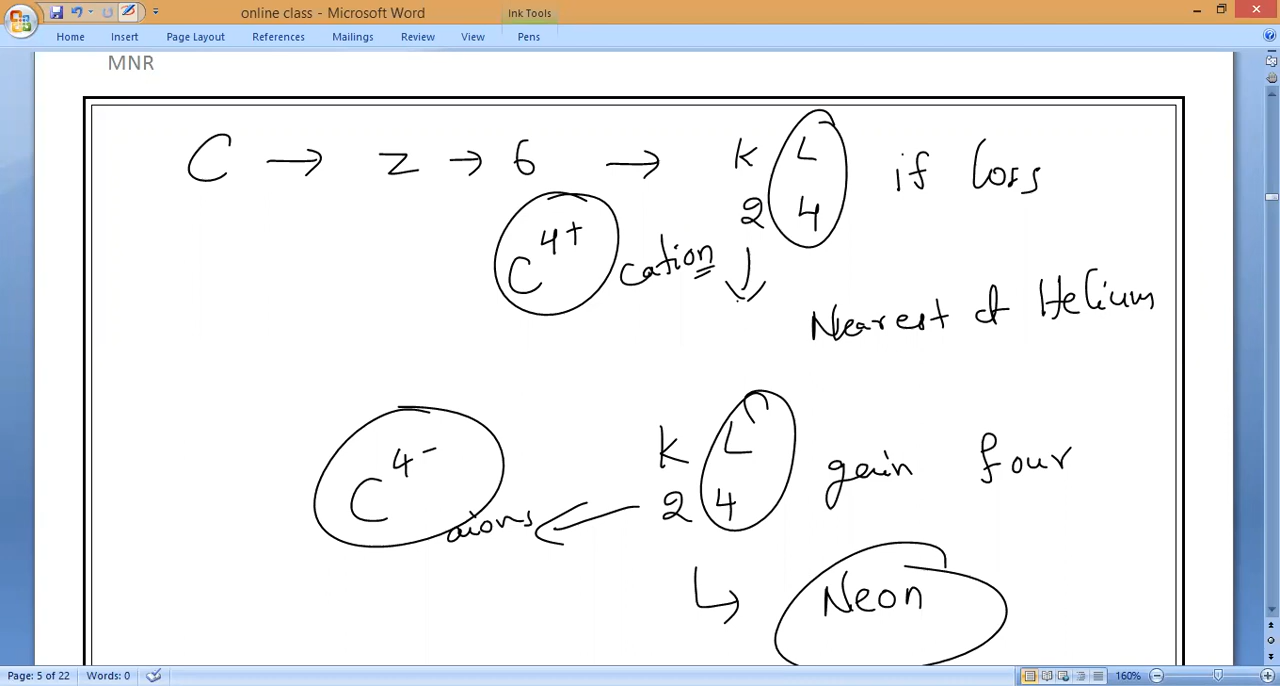 online class - Microsoft Word
Ink Tools
Home Insert Page Layout References Mailings Review View Pens
MNR
C → Z → 6 → K L if loss
2 4
C⁴⁺ cation
Nearest of Helium
K L gain four
2 4
C⁴⁻ aions
Neon
Page: 5 of 22 Words: 0 160%